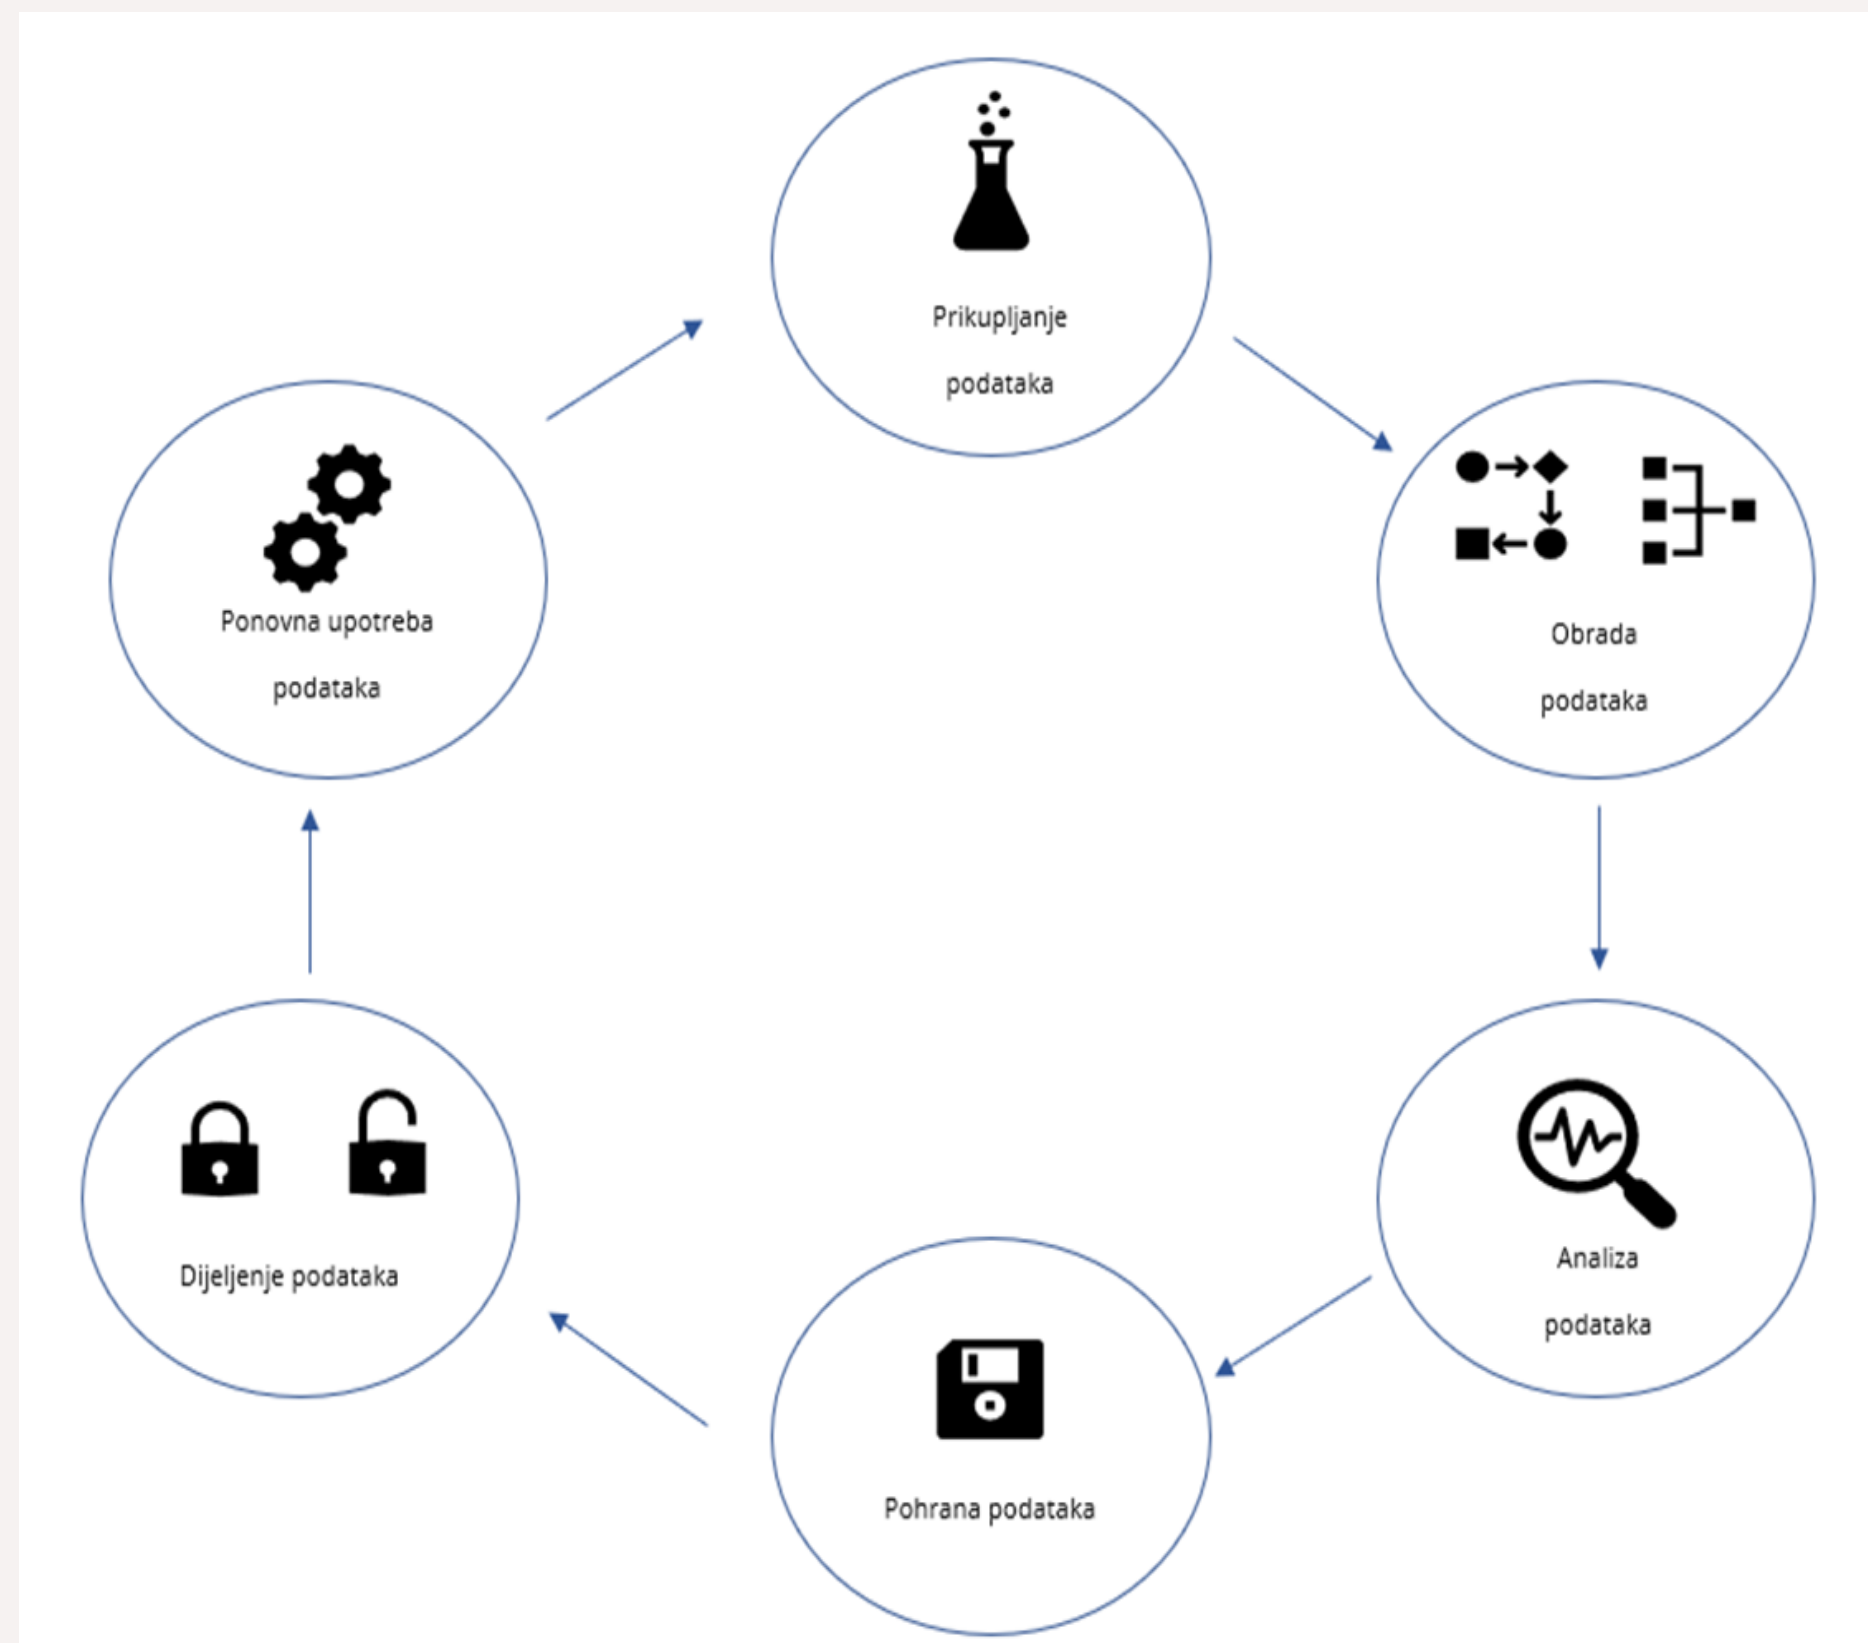 Prikupljanje
podataka
Obrada
podataka
Analiza
podataka
Pohrana podataka
Dijeljenje podataka
Ponovna upotreba
podataka